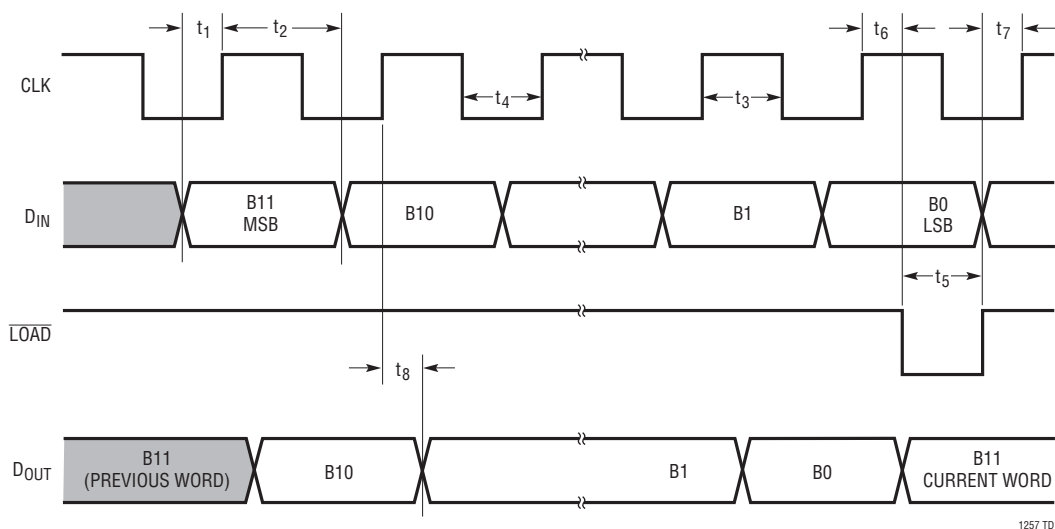 t1 t2 t6 t7
CLK t4 t3
DIN B11
MSB B10 B1 B0
LSB
t5
LOAD
t8
DOUT B11
(PREVIOUS WORD) B10 B1 B0 B11
CURRENT WORD
1257 TD